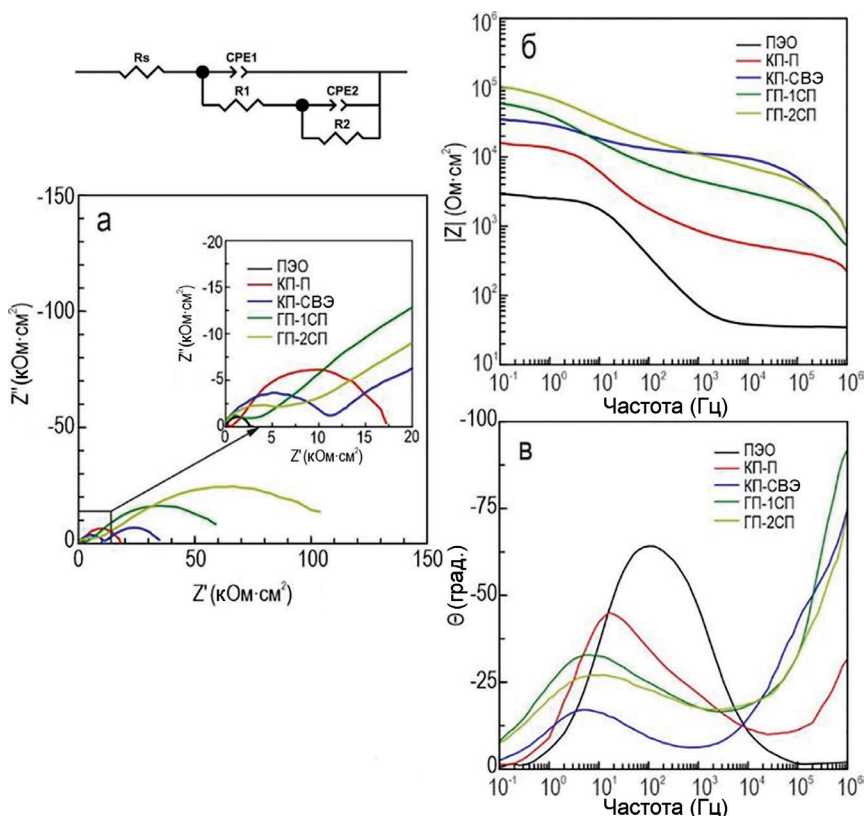 Rs
CPE1
R1
CPE2
R2
а
Z''(кОм·см²)
-150
-100
-50
0
0
50
100
150
Z'(кОм·см²)
ПЭО
КП-П
КП-СВЭ
ГП-1СП
ГП-2СП
Z''(кОм·см²)
-20
-15
-10
-5
0
0
5
10
15
20
Z'(кОм·см²)
б
|Z| (Ом·см²)
10⁶
10⁵
10⁴
10³
10²
10¹
ПЭО
КП-П
КП-СВЭ
ГП-1СП
ГП-2СП
10⁻¹
10⁰
10¹
10²
10³
10⁴
10⁵
10⁶
Частота (Гц)
в
Θ (град.)
-100
-75
-50
-25
0
ПЭО
КП-П
КП-СВЭ
ГП-1СП
ГП-2СП
10⁻¹
10⁰
10¹
10²
10³
10⁴
10⁵
10⁶
Частота (Гц)